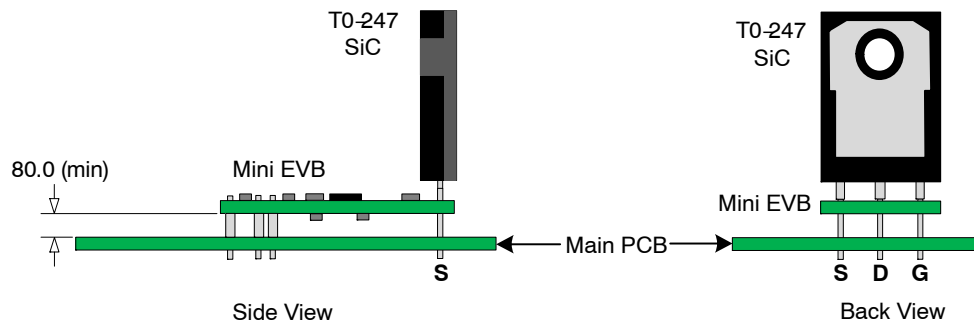 T0-247
SiC
80.0 (min)
Mini EVB
S
Side View
Main PCB
T0-247
SiC
Mini EVB
S D G
Back View